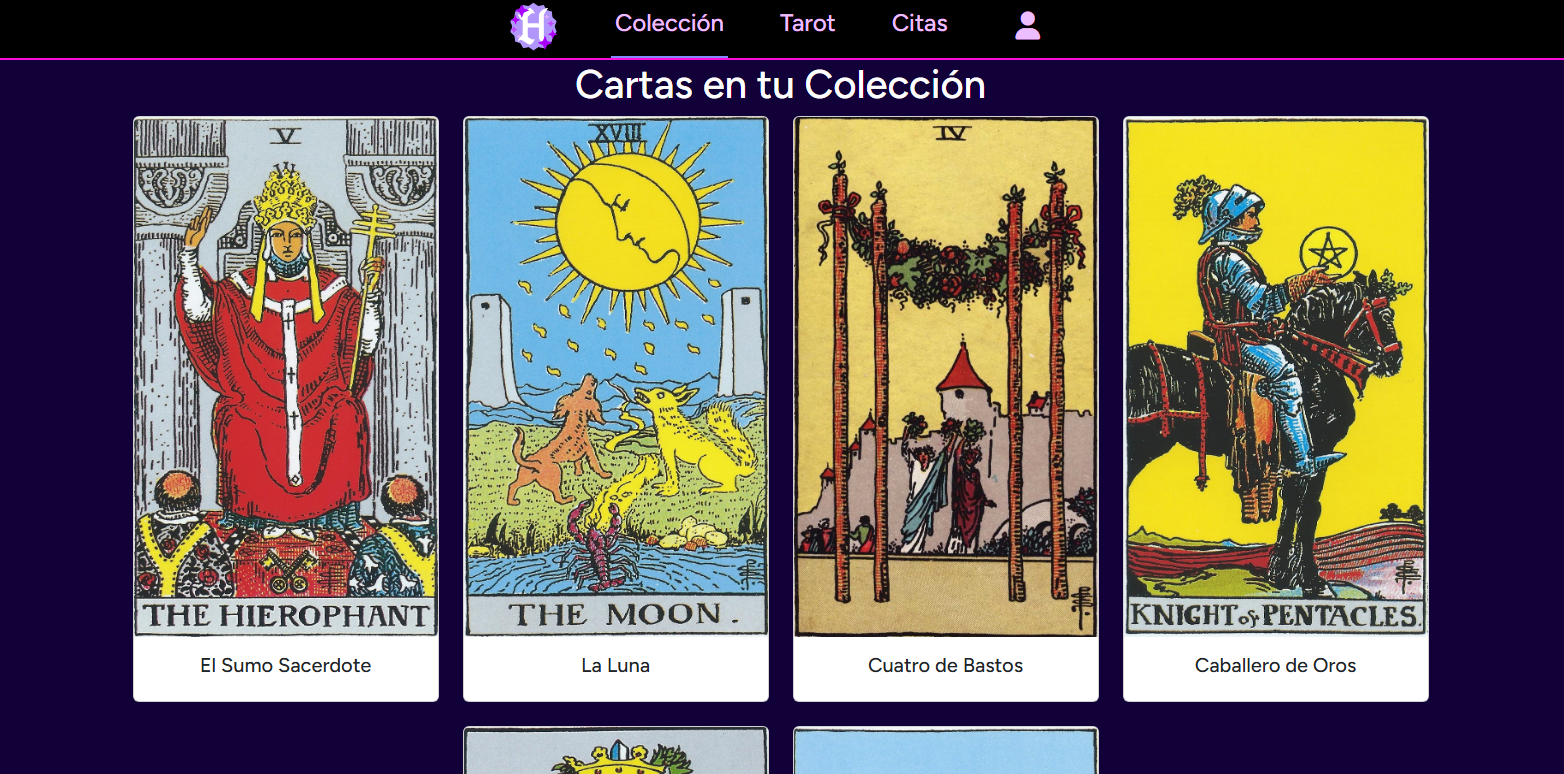 H
Colección Tarot Citas
Cartas en tu Colección
V
THE HIEROPHANT
El Sumo Sacerdote
XVIII
THE MOON.
La Luna
IV
Cuatro de Bastos
KNIGHT of PENTACLES.
Caballero de Oros